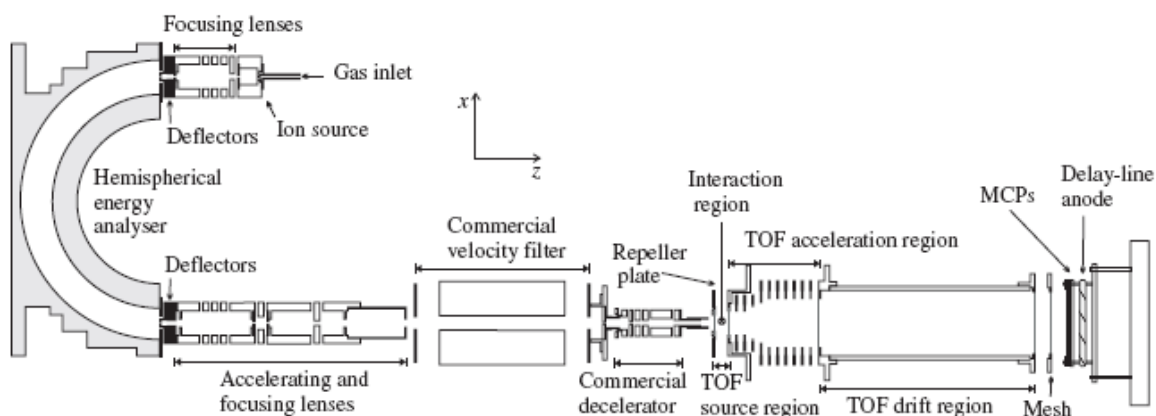 Focusing lenses
Gas inlet
Deflectors
Ion source
x
z
Hemispherical
energy
analyser
Deflectors
Accelerating and
focusing lenses
Commercial
velocity filter
Commercial
decelerator
Repeller
plate
Interaction
region
TOF
source region
TOF acceleration region
TOF drift region
MCPs
Delay-line
anode
Mesh